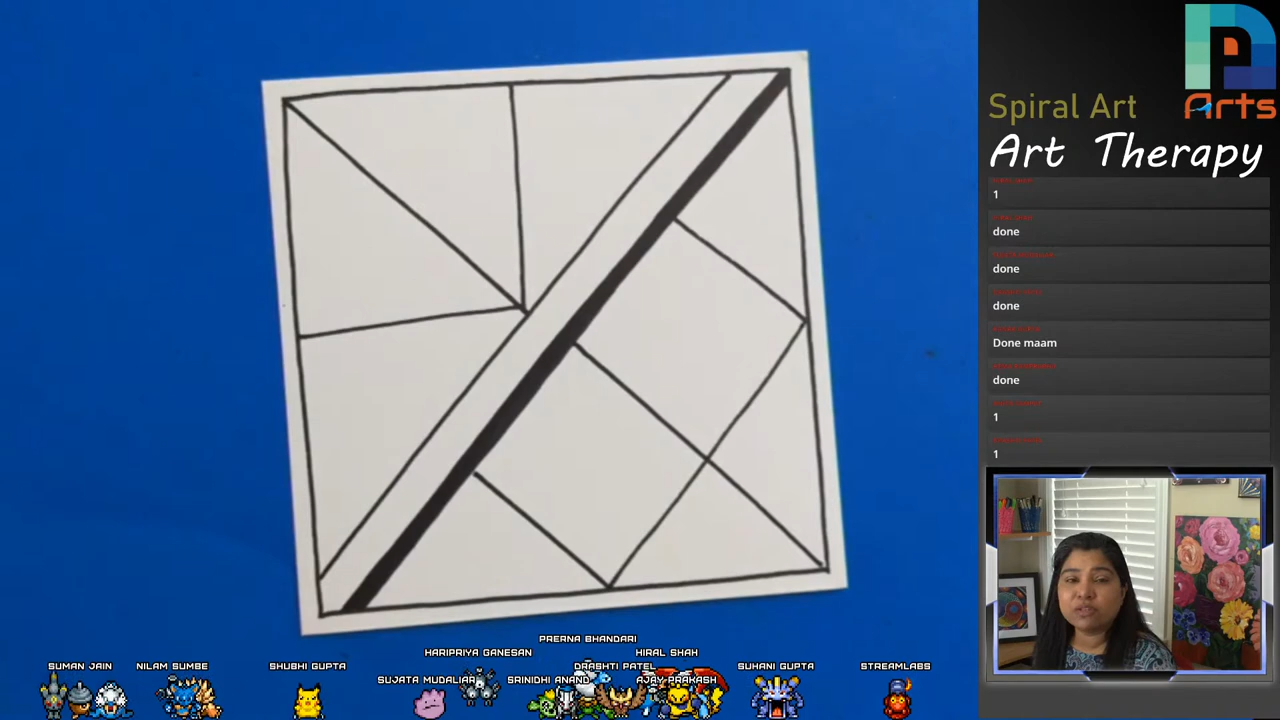 Arts
Spiral Art
Art Therapy
1
done
done
done
Done maam
done
1
1
PRERNA BHANDARI
HARIPRIYA GANESAN
HIRAL SHAH
SUMAN JAIN
NILAM SUMBE
SHUBHI GUPTA
DRASHTI PATEL
SUHANI GUPTA
STREAMLABS
SUJATA MUDALIAR
SRINIDHI ANAND
AJAY PRAKASH